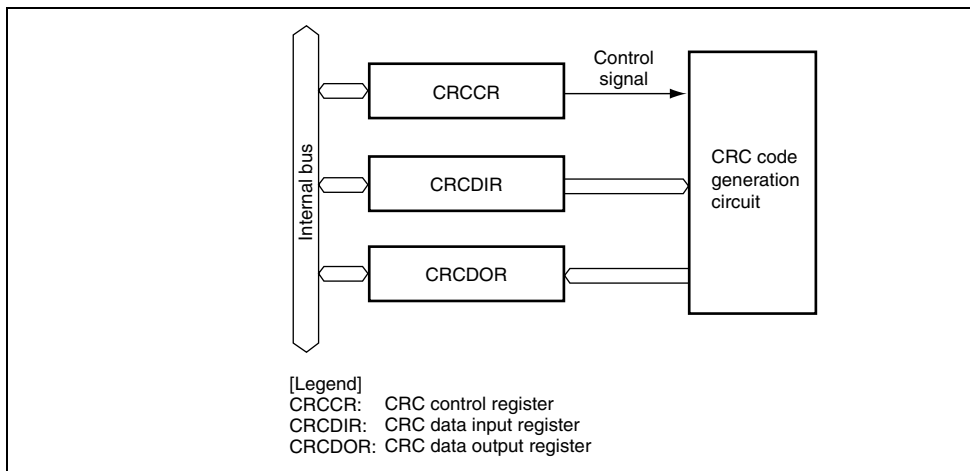 Control
signal
CRCCR
CRCDIR
CRCDOR
CRC code
generation
circuit
Internal bus
[Legend]
CRCCR: CRC control register
CRCDIR: CRC data input register
CRCDOR: CRC data output register